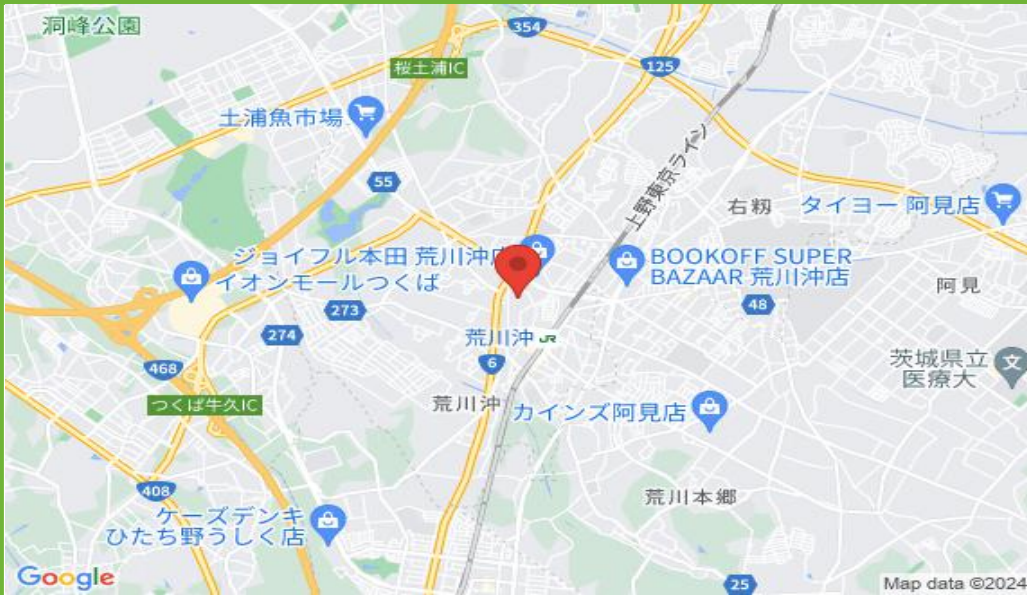 洞峰公園
354
桜土浦IC
125
土浦魚市場
上野東京ライン
55
右籾
タイヨー 阿見店
ジョイフル本田 荒川沖店
BOOKOFF SUPER
BAZAAR 荒川沖店
イオンモールつくば
阿見
273
48
274
荒川沖 JR
6
468
茨城県立
医療大
文
つくば牛久IC
荒川沖
カインズ阿見店
408
荒川本郷
ケーズデンキ
ひたち野うしく店
25
Google
Map data ©2024